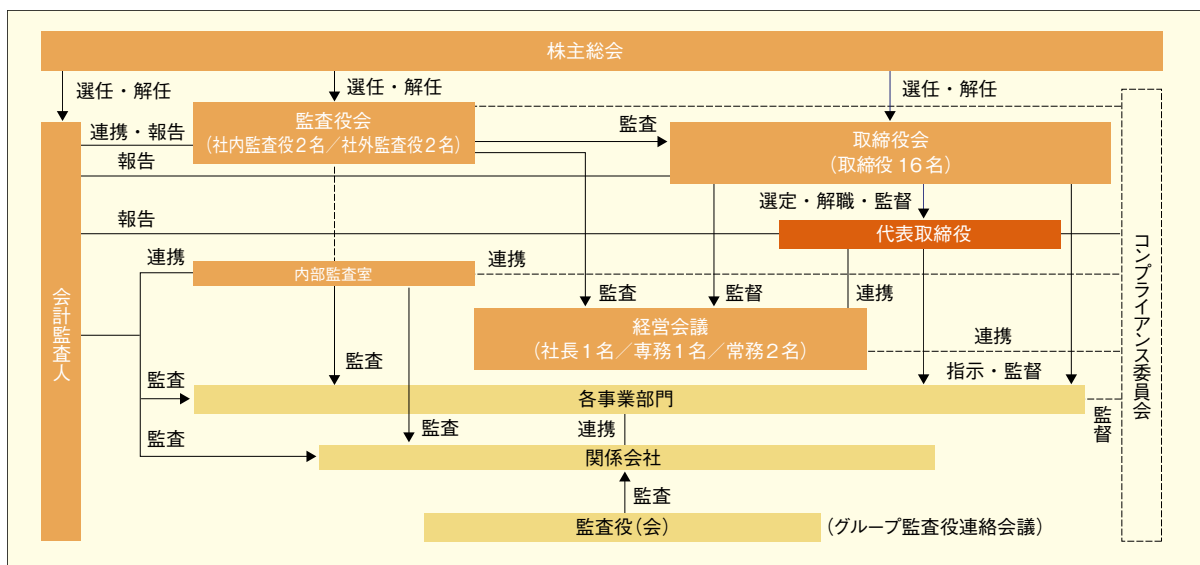 株主総会
選任・解任
選任・解任
選任・解任
監査役会
(社内監査役2名／社外監査役2名)
連携・報告
監査
取締役会
(取締役16名)
報告
選定・解職・監督
報告
代表取締役
連携
内部監査室
連携
監査
監督
連携
経営会議
(社長1名／専務1名／常務2名)
連携
監査
指示・監督
監査
各事業部門
監督
監査
監査
連携
関係会社
監査
監査役(会)
(グループ監査役連絡会議)
会計監査人
コンプライアンス委員会